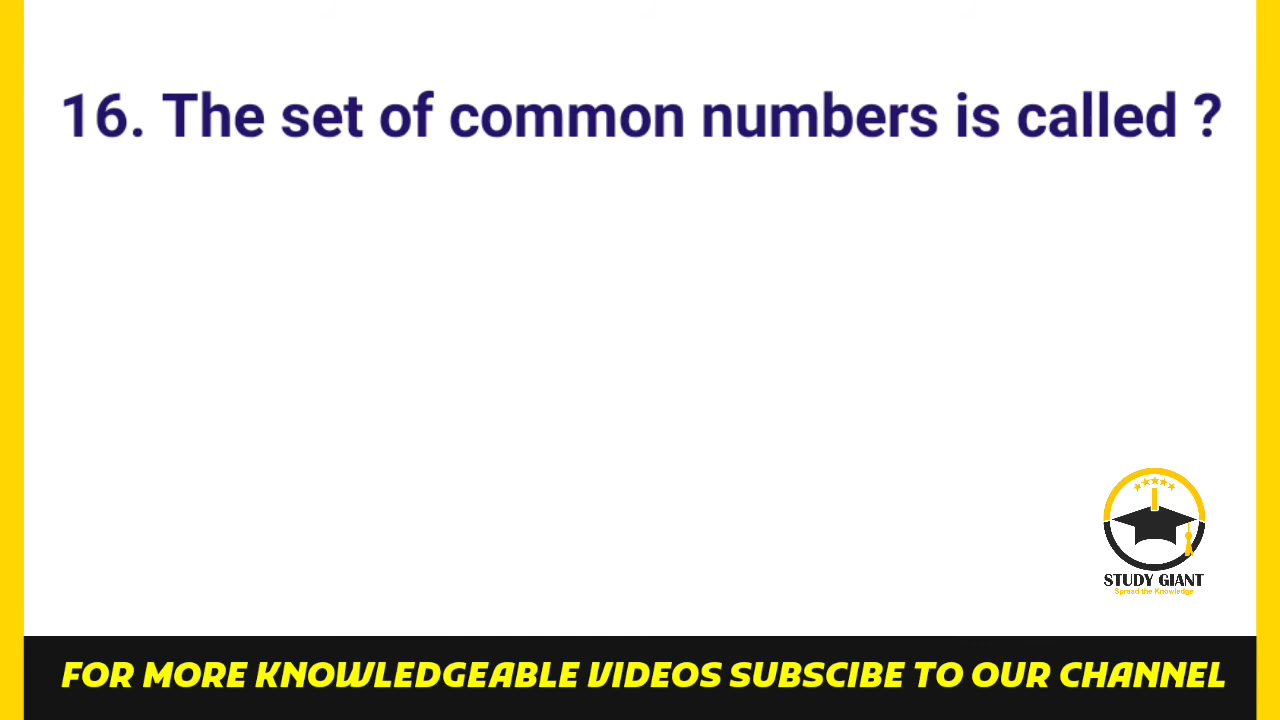 16. The set of common numbers is called ?
STUDY GIANT
Spread the Knowledge
FOR MORE KNOWLEDGEABLE VIDEOS SUBSCIBE TO OUR CHANNEL